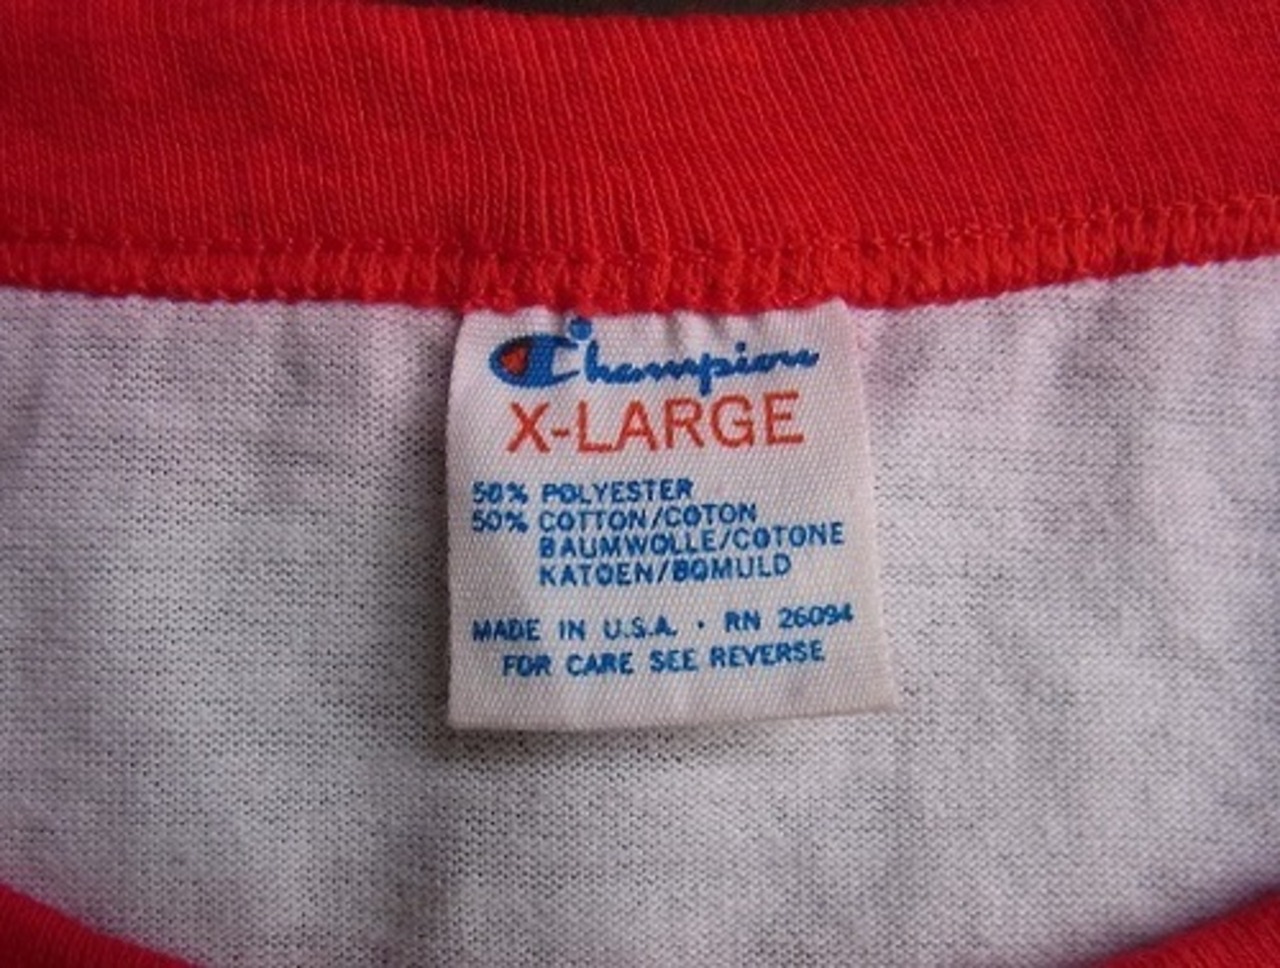 Champion
X-LARGE
50% POLYESTER
50% COTTON/COTON
BAUMWOLLE/COTONE
KATOEN/BOMULD
MADE IN U.S.A. · RN 26094
FOR CARE SEE REVERSE